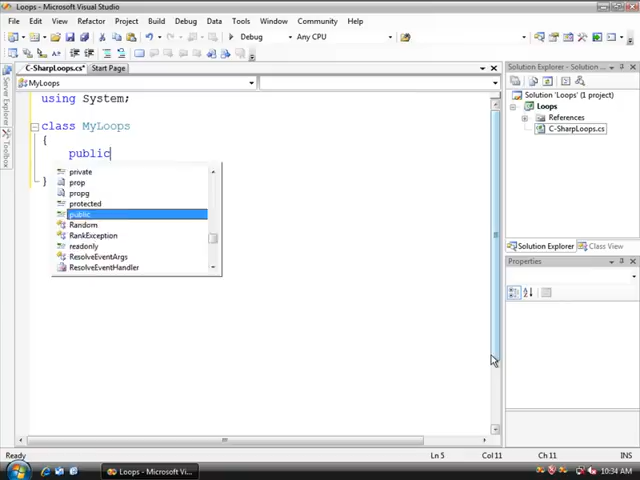 Loops - Microsoft Visual Studio
File Edit View Refactor Project Build Debug Data Tools Window Community Help
Debug Any CPU
C-SharpLoops.cs* Start Page
MyLoops
using System;
class MyLoops
{
public
}
private
prop
propg
protected
public
Random
RankException
readonly
ResolveEventArgs
ResolveEventHandler
Server Explorer
Toolbox
Solution Explorer - Solution ...
Solution 'Loops' (1 project)
Loops
References
C-SharpLoops.cs
Solution Explorer Class View
Properties
Ready Ln 5 Col 11 Ch 11 INS
Loops - Microsoft Vi... 10:34 AM